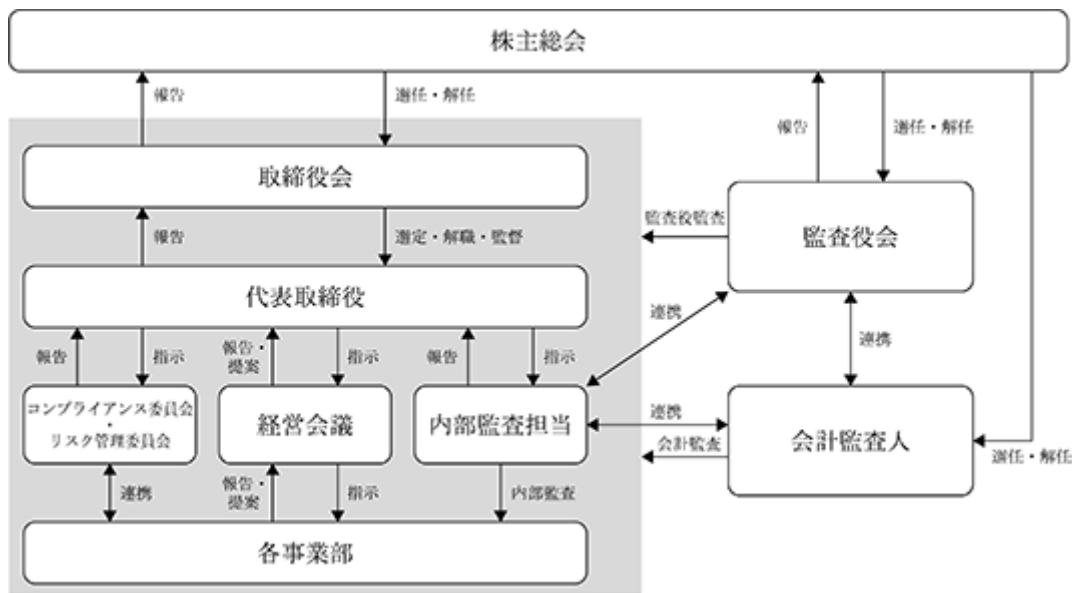 株主総会
報告
選任・解任
報告
選任・解任
取締役会
監査役会
監査役監査
報告
選定・解職・監督
代表取締役
連携
報告
指示
報告・
提案
指示
報告
指示
連携
コンプライアンス委員会
・
リスク管理委員会
経営会議
内部監査担当
連携
会計監査
会計監査人
選任・解任
連携
報告・
提案
指示
内部監査
各事業部